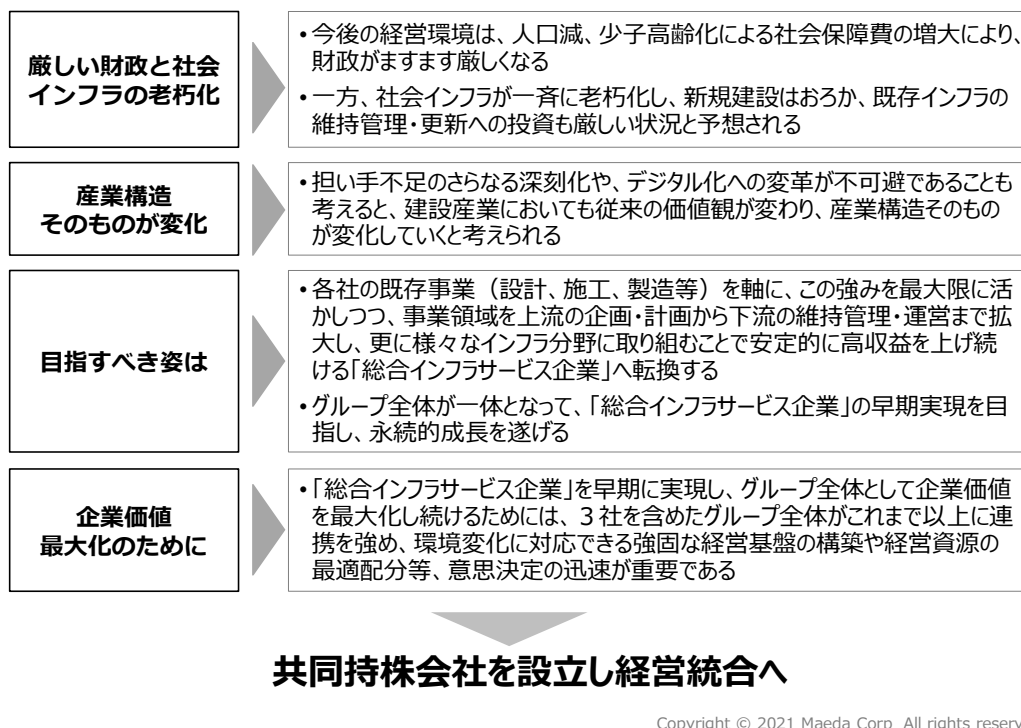 厳しい財政と社会
インフラの老朽化
•今後の経営環境は、人口減、少子高齢化による社会保障費の増大により、
財政がますます厳しくなる
•一方、社会インフラが一斉に老朽化し、新規建設はおろか、既存インフラの
維持管理・更新への投資も厳しい状況と予想される
産業構造
そのものが変化
•担い手不足のさらなる深刻化や、デジタル化への変革が不可避であることも
考えると、建設産業においても従来の価値観が変わり、産業構造そのもの
が変化していくと考えられる
目指すべき姿は
•各社の既存事業（設計、施工、製造等）を軸に、この強みを最大限に活
かしつつ、事業領域を上流の企画・計画から下流の維持管理・運営まで拡
大し、更に様々なインフラ分野に取り組むことで安定的に高収益を上げ続
ける「総合インフラサービス企業」へ転換する
•グループ全体が一体となって、「総合インフラサービス企業」の早期実現を目
指し、永続的成長を遂げる
企業価値
最大化のために
•「総合インフラサービス企業」を早期に実現し、グループ全体として企業価値
を最大化し続けるためには、３社を含めたグループ全体がこれまで以上に連
携を強め、環境変化に対応できる強固な経営基盤の構築や経営資源の
最適配分等、意思決定の迅速が重要である
共同持株会社を設立し経営統合へ
Copyright © 2021 Maeda Corp. All rights reserv